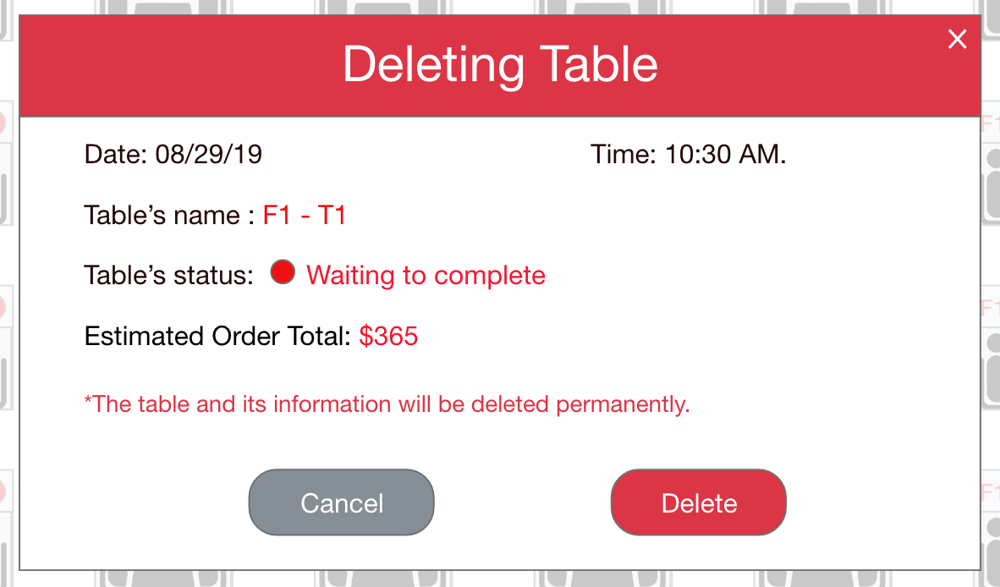 Deleting Table
Date: 08/29/19 Time: 10:30 AM.
Table’s name : F1 - T1
Table’s status: Waiting to complete
Estimated Order Total: $365
*The table and its information will be deleted permanently.
Cancel Delete